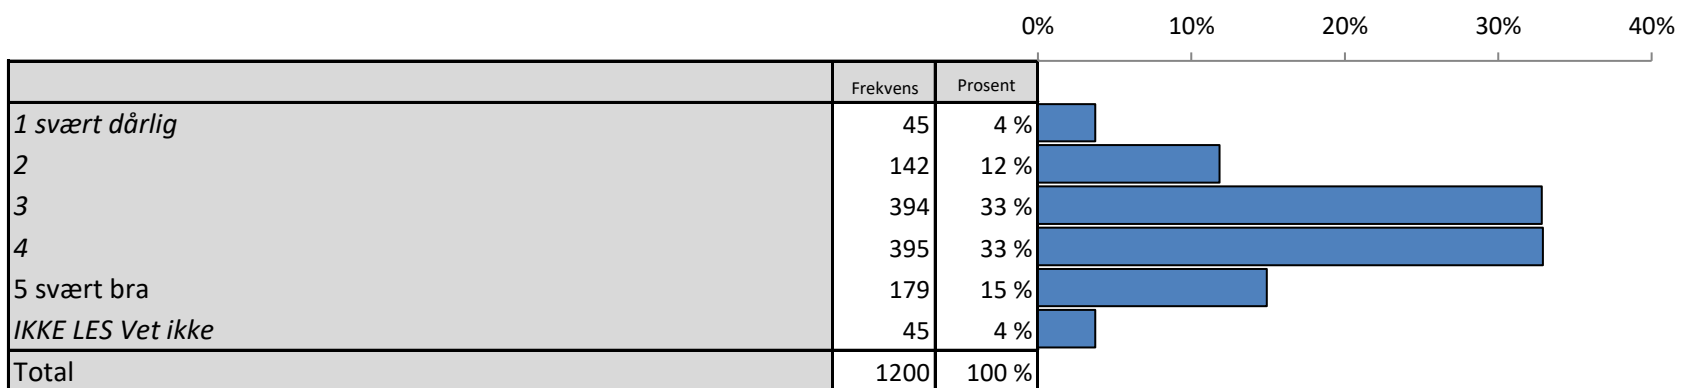 0% 10% 20% 30% 40%
Frekvens Prosent
1 svært dårlig 45 4 %
2 142 12 %
3 394 33 %
4 395 33 %
5 svært bra 179 15 %
IKKE LES Vet ikke 45 4 %
Total 1200 100 %